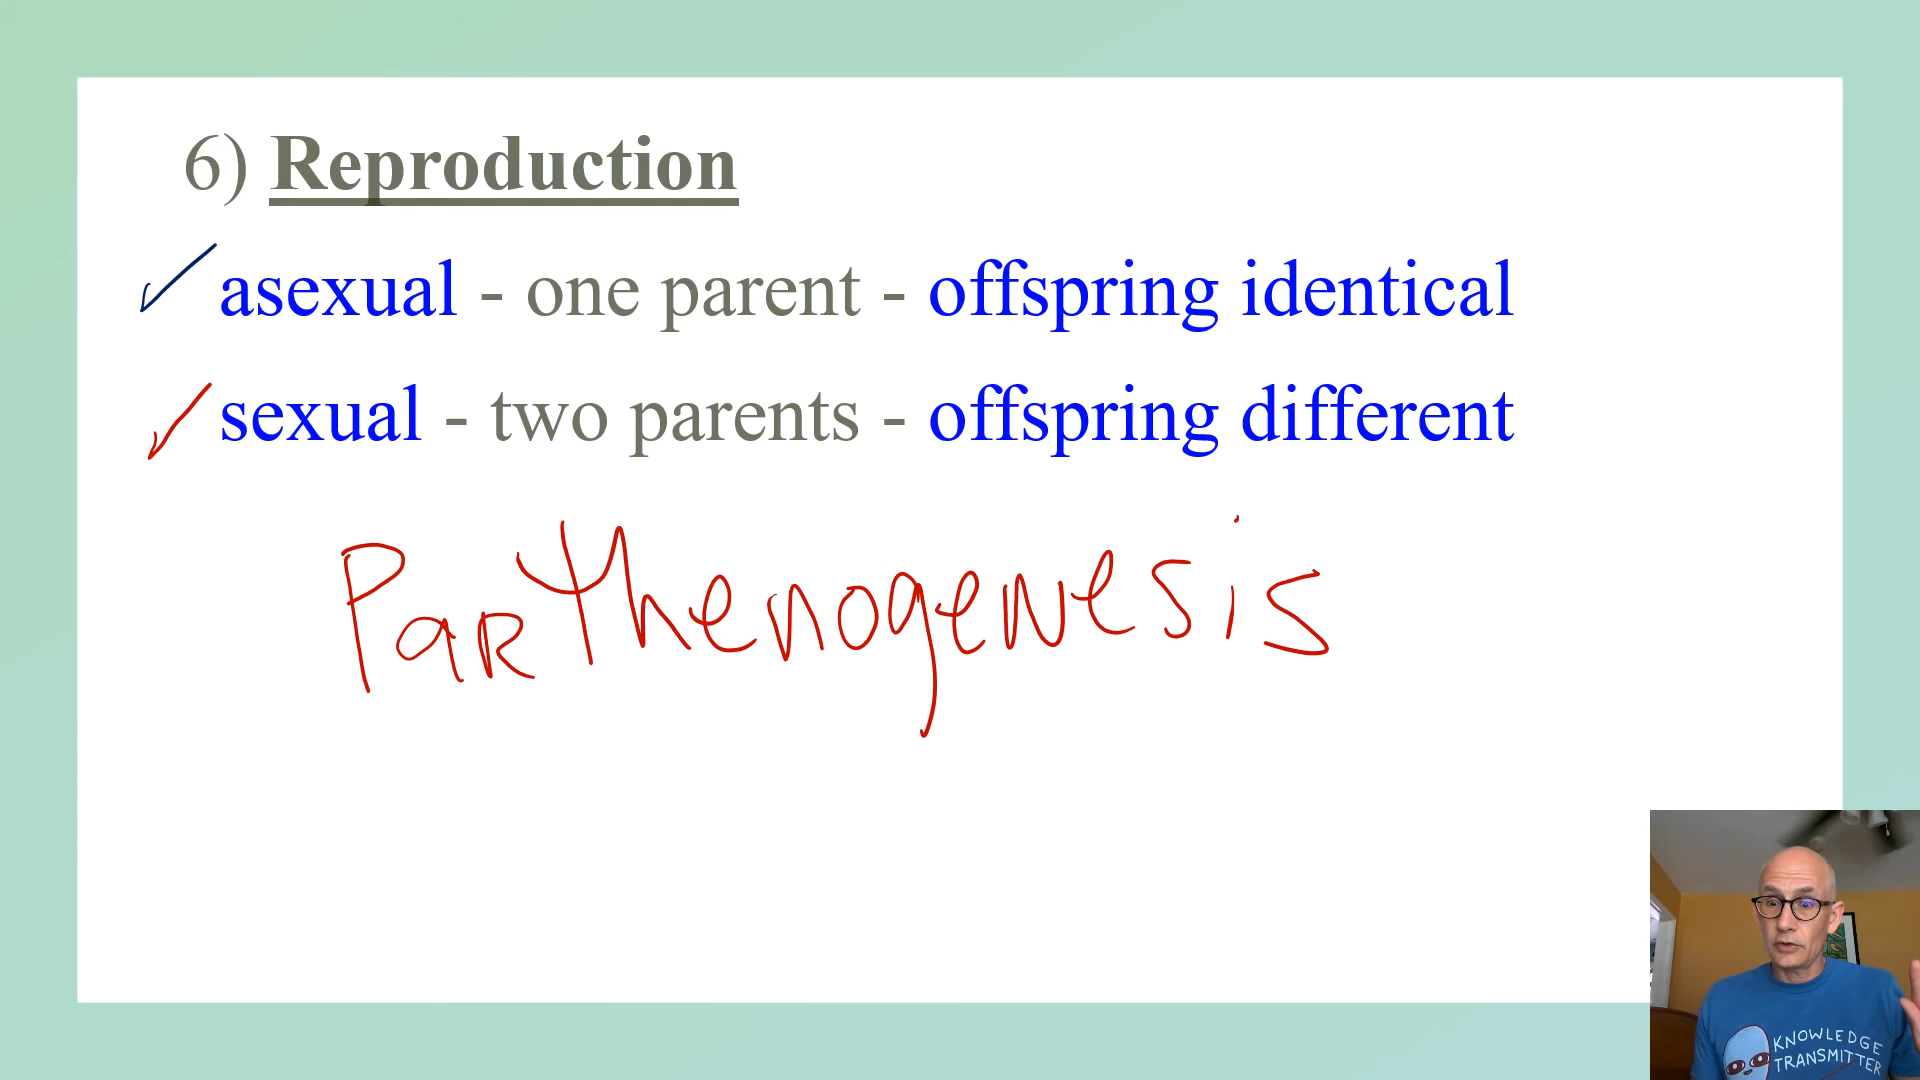 6) Reproduction
asexual - one parent - offspring identical
sexual - two parents - offspring different
Parthenogenesis
KNOWLEDGE
TRANSMITTER